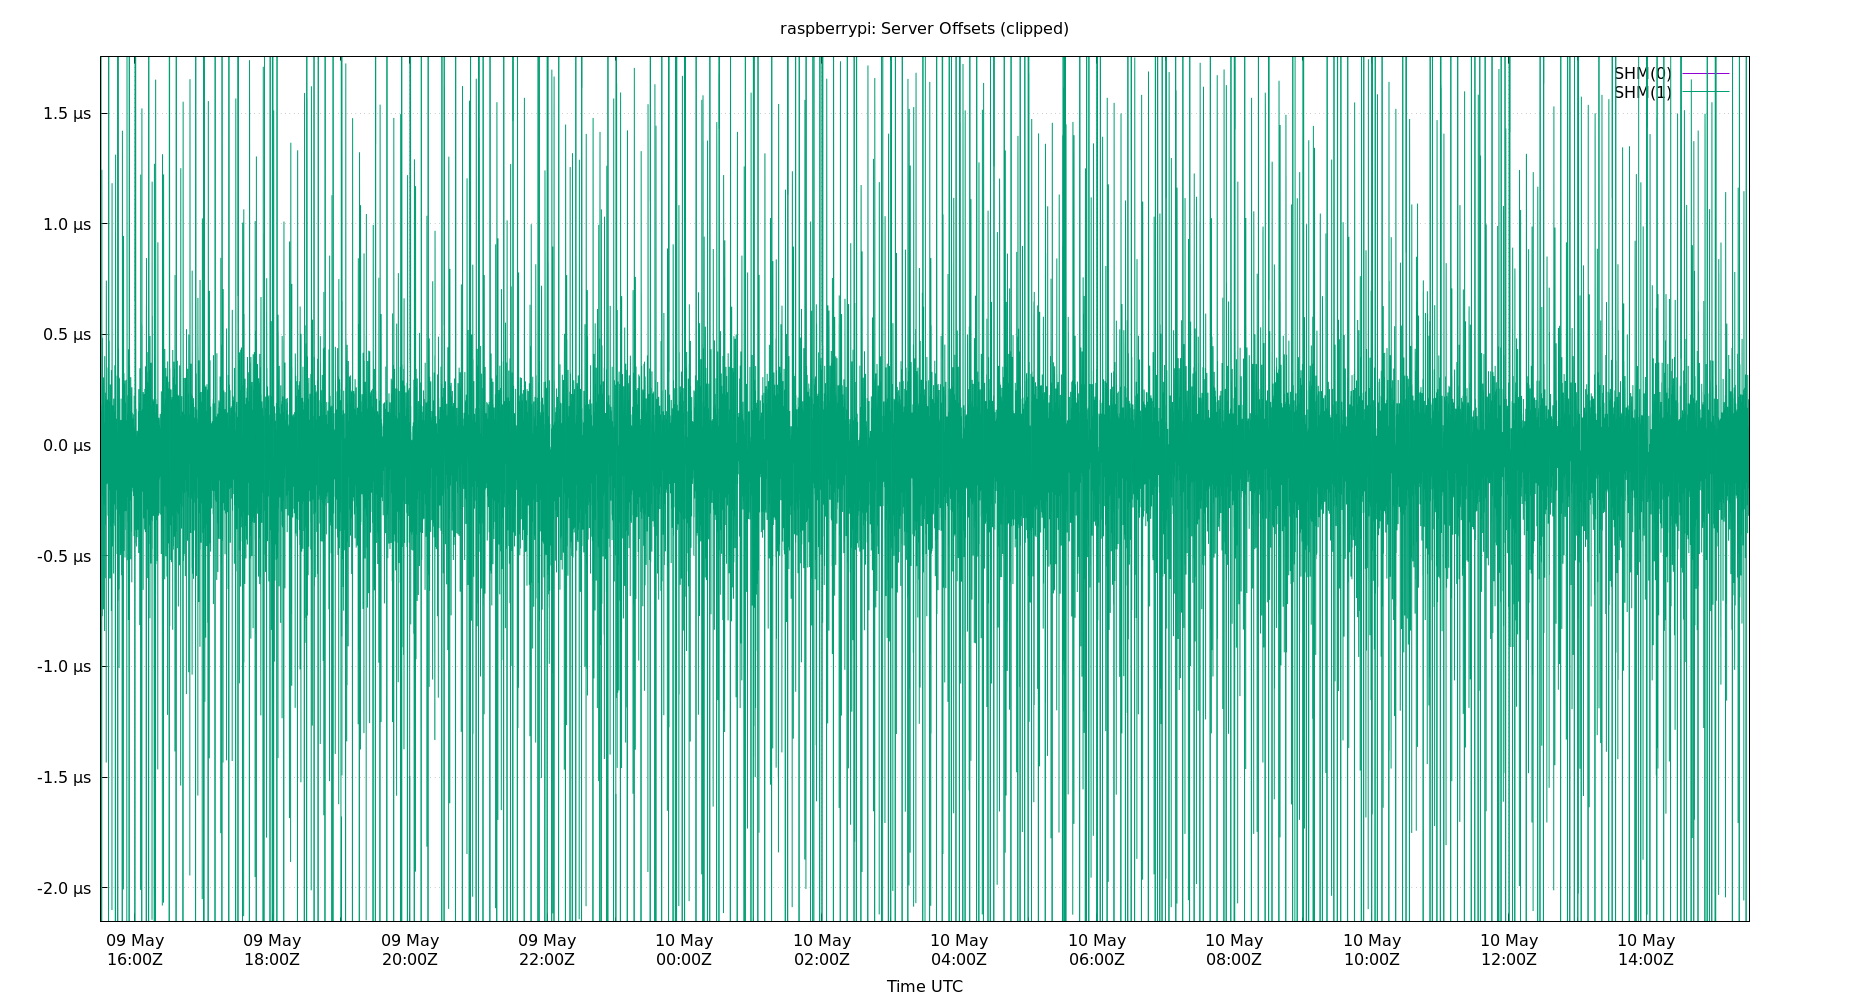 raspberrypi: Server Offsets (clipped)
SHM(0)
SHM(1)
1.5 µs
1.0 µs
0.5 µs
0.0 µs
-0.5 µs
-1.0 µs
-1.5 µs
-2.0 µs
09 May 09 May 09 May 09 May 10 May 10 May 10 May 10 May 10 May 10 May 10 May 10 May
16:00Z 18:00Z 20:00Z 22:00Z 00:00Z 02:00Z 04:00Z 06:00Z 08:00Z 10:00Z 12:00Z 14:00Z
Time UTC